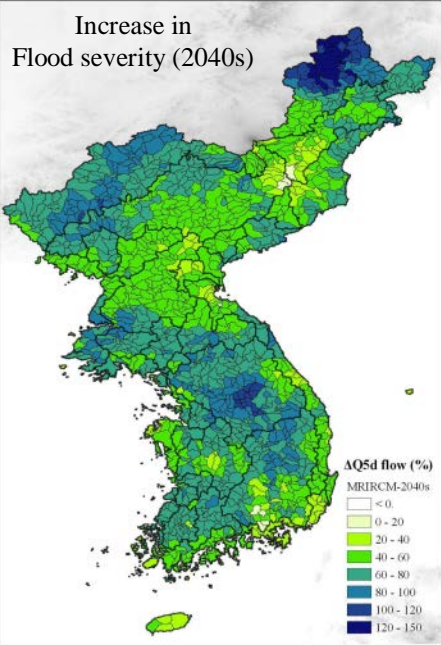 Increase in
Flood severity (2040s)
ΔQ5d flow (%)
MRIRCM-2040s
< 0.
0 - 20
20 - 40
40 - 60
60 - 80
80 - 100
100 - 120
120 - 150